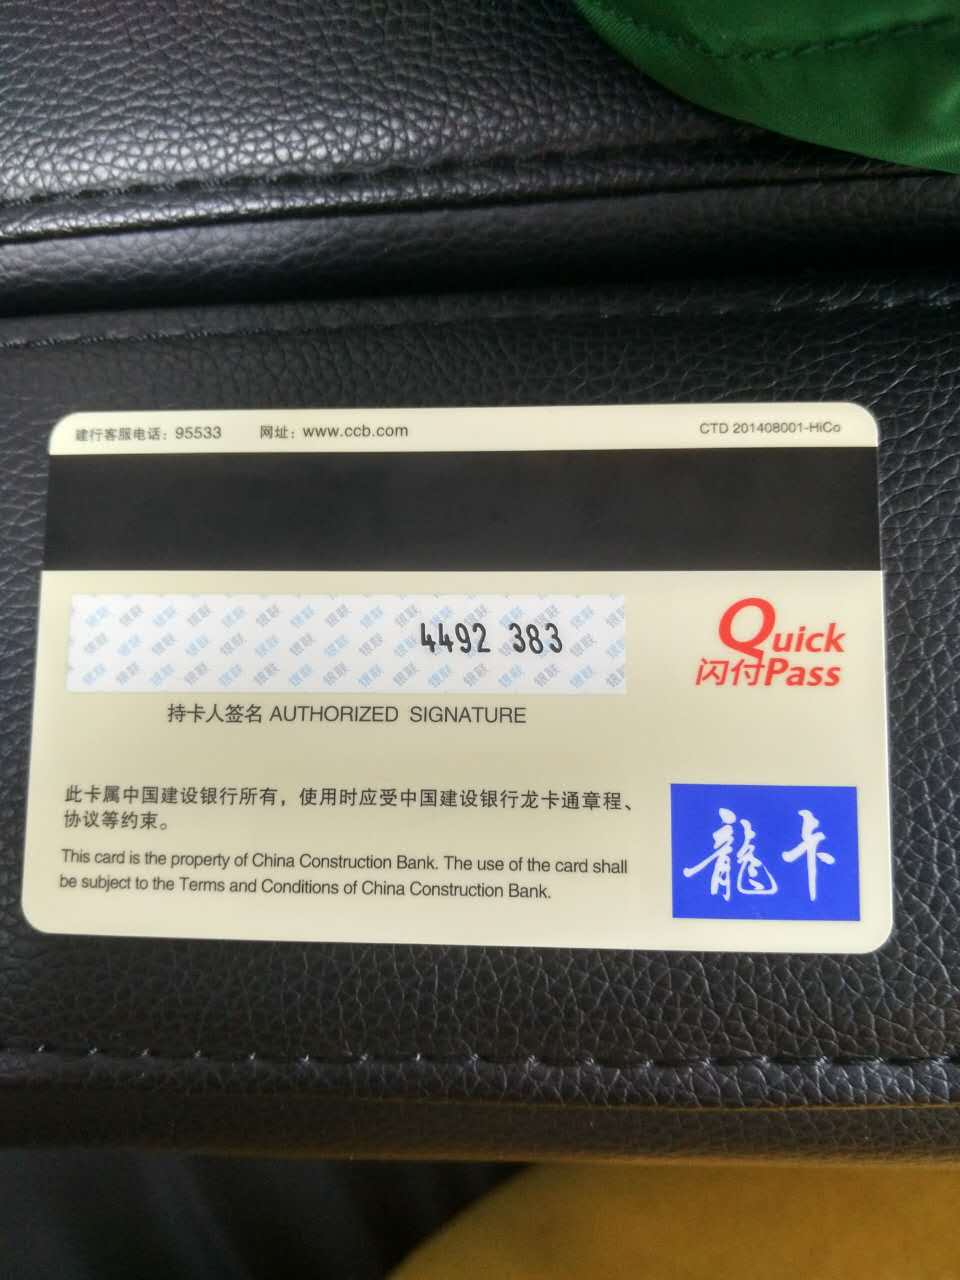 建行客服电话：95533 网址：www.ccb.com CTD 201408001-HiCo
4492 383
Quick
闪付Pass
持卡人签名 AUTHORIZED SIGNATURE
此卡属中国建设银行所有，使用时应受中国建设银行龙卡通章程、
协议等约束。
This card is the property of China Construction Bank. The use of the card shall
be subject to the Terms and Conditions of China Construction Bank.
龍卡